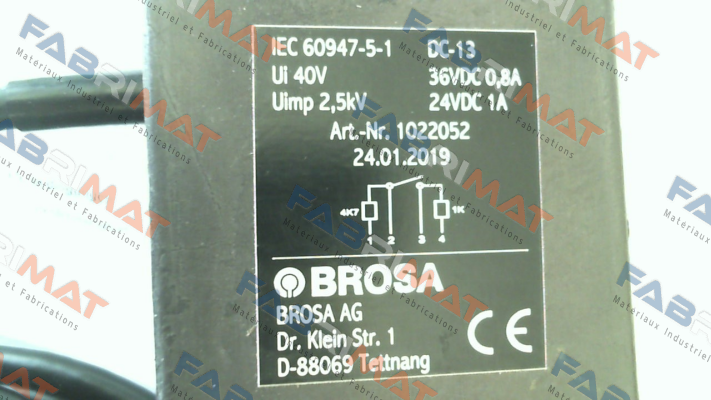 IEC 60947-5-1 DC-13
Ui 40V 36VDC 0,8A
Uimp 2,5kV 24VDC 1A
Art.-Nr. 1022052
24.01.2019
4K7 1K
1 2 3 4
BROSA
BROSA AG
Dr. Klein Str. 1
D-88069 Tettnang
CE
FABRIMAT
Matériaux Industriel et Fabrications